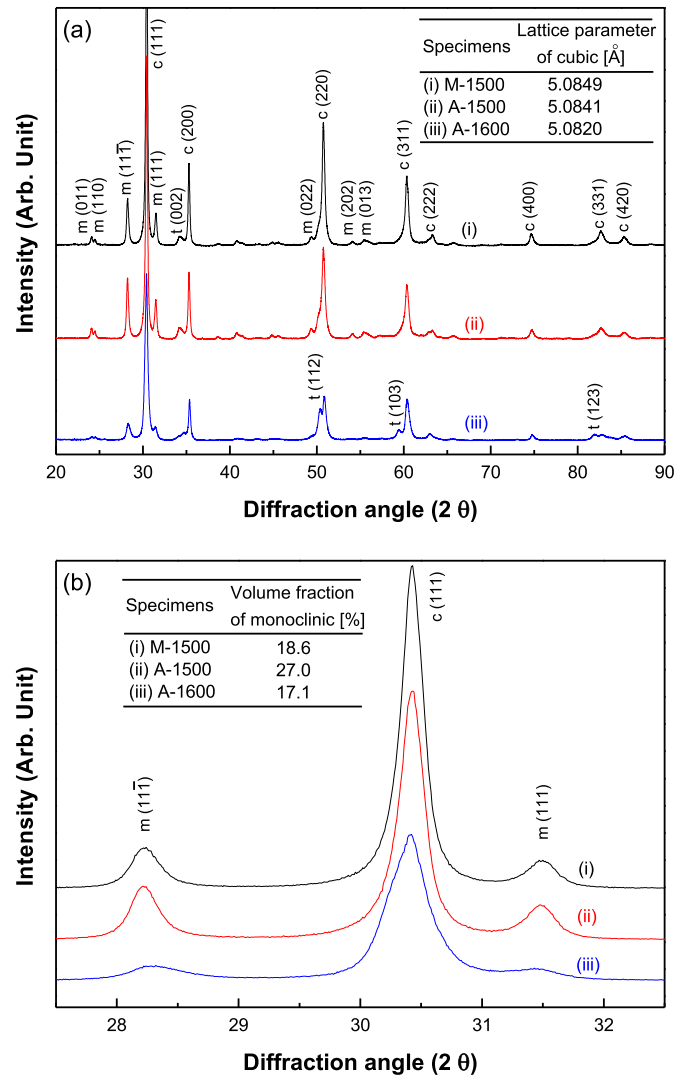 (a)
Specimens Lattice parameter of cubic [Å]
(i) M-1500 5.0849
(ii) A-1500 5.0841
(iii) A-1600 5.0820
m (011)
m (110)
m (111̅)
c (111)
m (111)
t (002)
c (200)
m (022)
c (220)
m (202)
m (013)
c (311)
c (222)
c (400)
c (331)
c (420)
(i)
(ii)
t (112)
t (103)
t (123)
(iii)
Intensity (Arb. Unit)
20 30 40 50 60 70 80 90
Diffraction angle (2 θ)
(b)
Specimens Volume fraction of monoclinic [%]
(i) M-1500 18.6
(ii) A-1500 27.0
(iii) A-1600 17.1
c (111)
m (11̅1)
m (111)
(i)
(ii)
(iii)
Intensity (Arb. Unit)
28 29 30 31 32
Diffraction angle (2 θ)